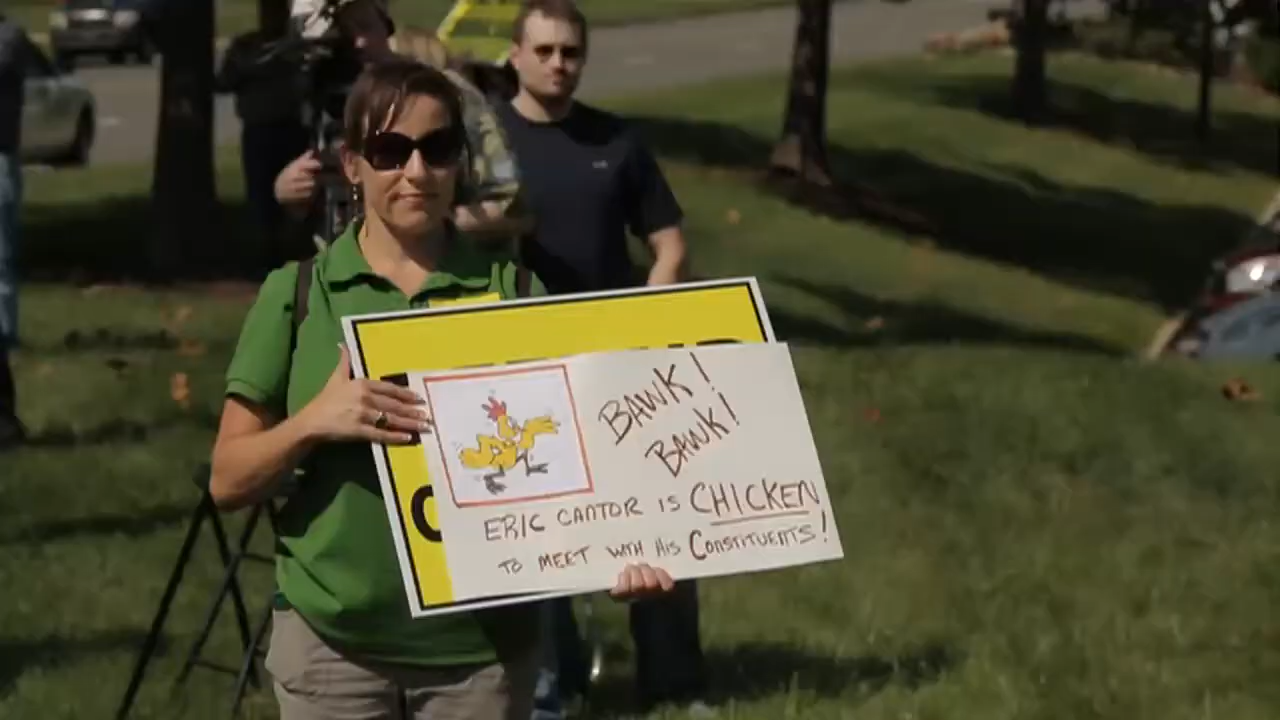 BAWK!
BAWK!
ERIC CANTOR IS CHICKEN
TO MEET WITH HIS CONSTITUENTS!